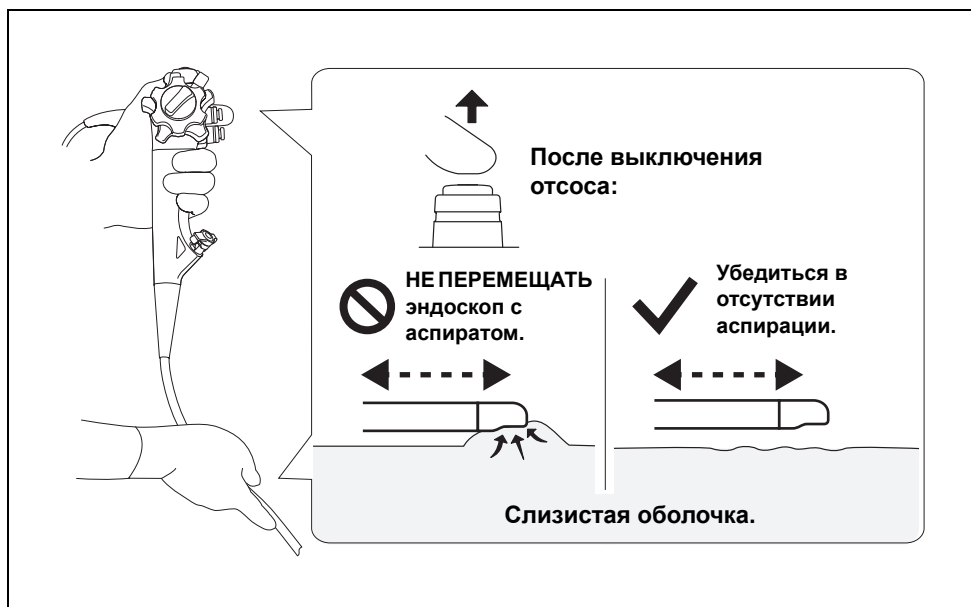 После выключения
отсоса:
НЕ ПЕРЕМЕЩАТЬ
эндоскоп с
аспиратом.
Убедиться в
отсутствии
аспирации.
Слизистая оболочка.